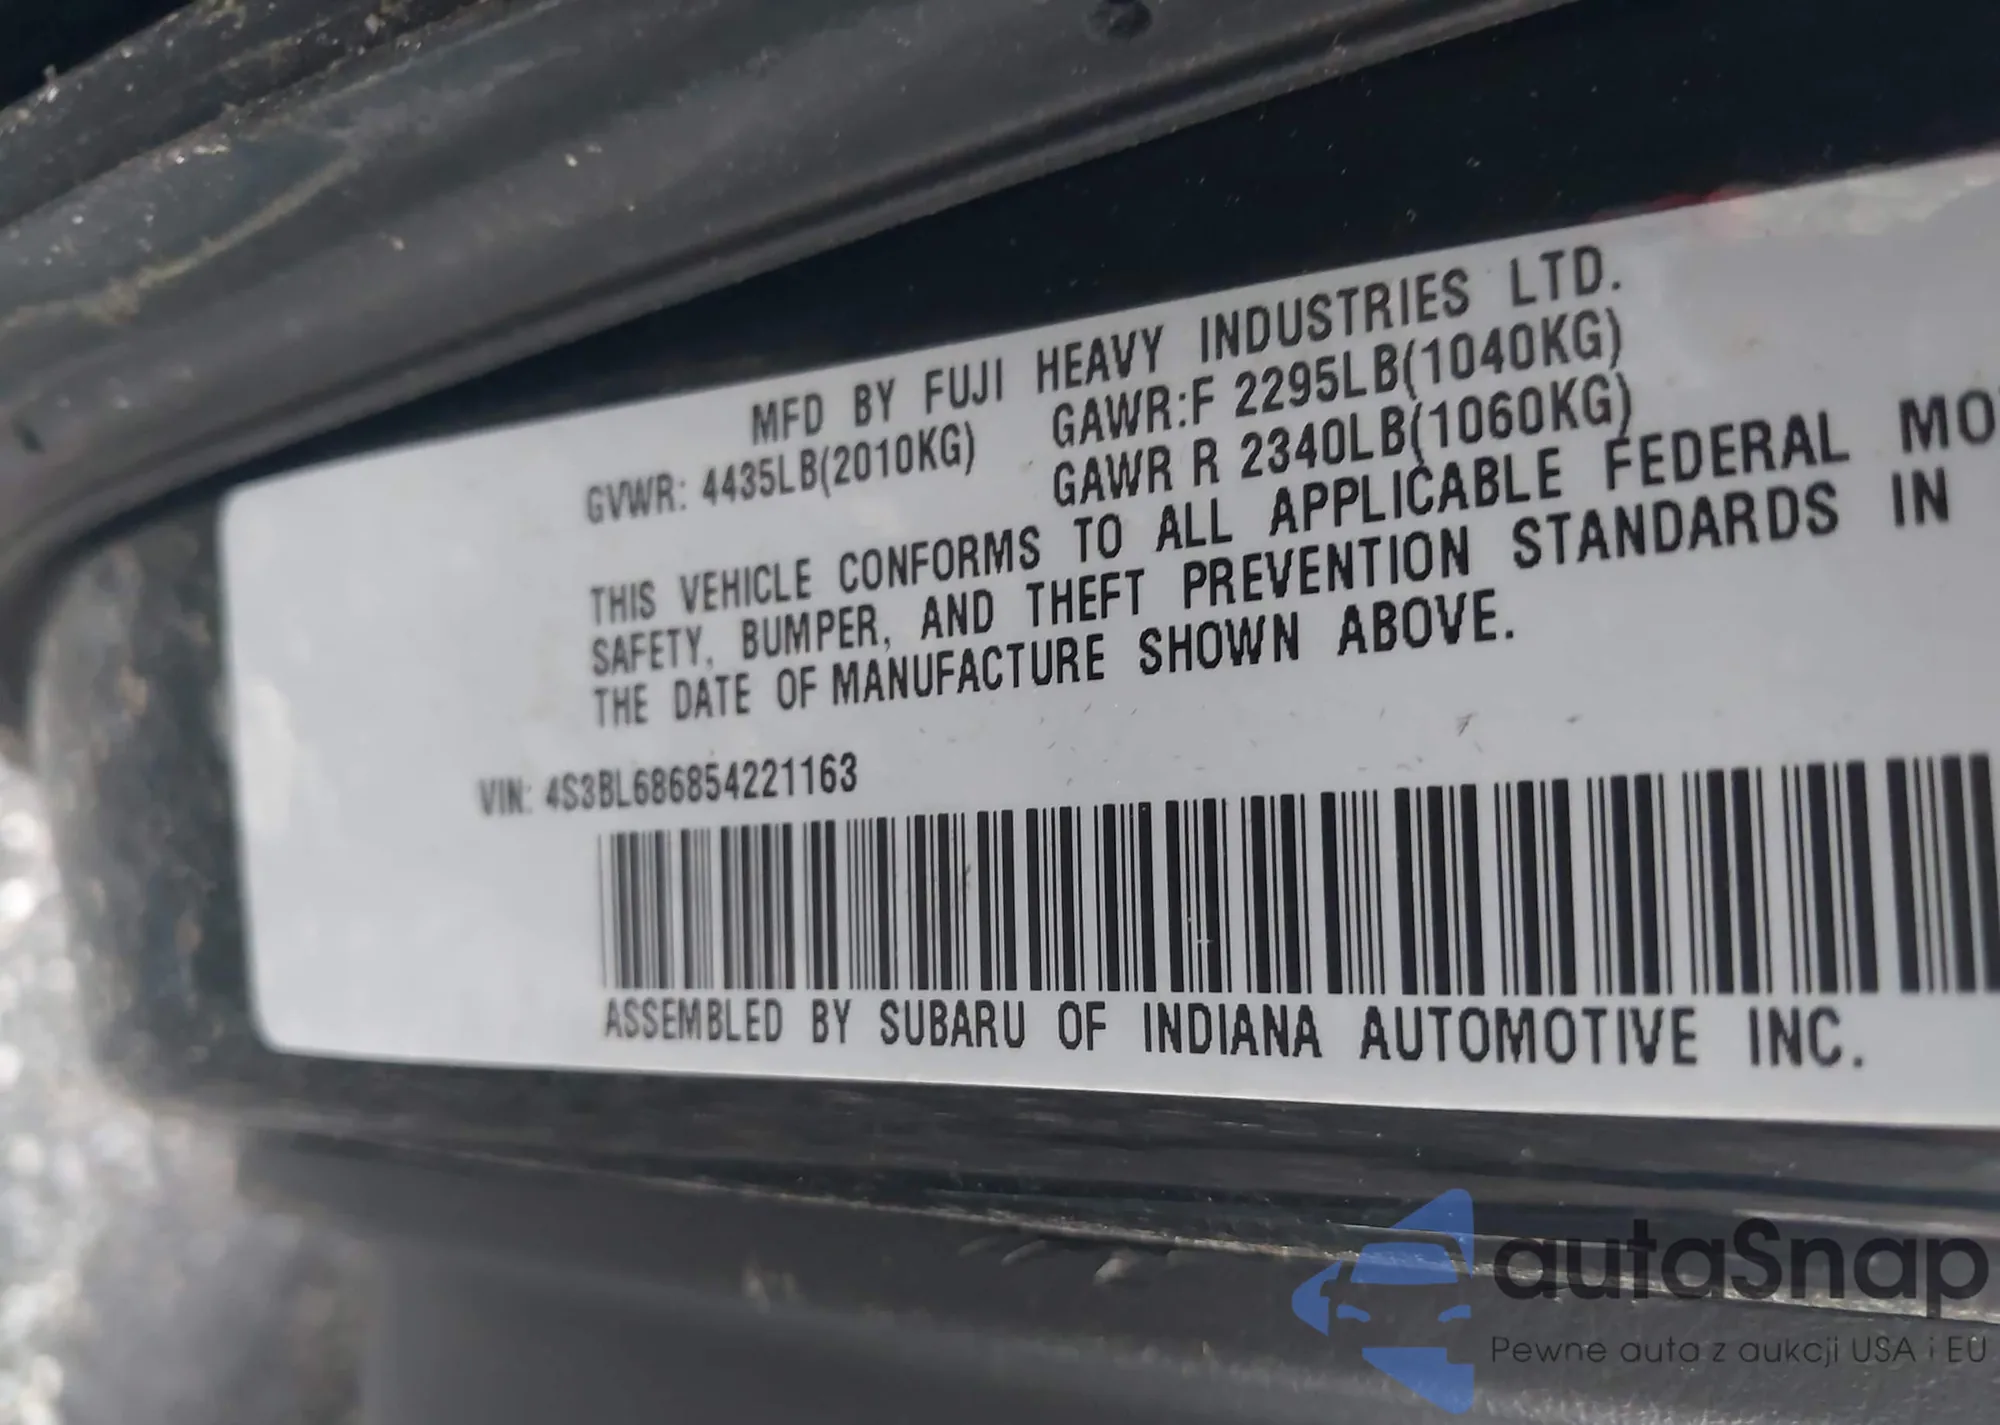 MFD BY FUJI HEAVY INDUSTRIES LTD.
GVWR: 4435LB(2010KG) GAWR:F 2295LB(1040KG)
GAWR R 2340LB(1060KG)
THIS VEHICLE CONFORMS TO ALL APPLICABLE FEDERAL MO
SAFETY, BUMPER, AND THEFT PREVENTION STANDARDS IN
THE DATE OF MANUFACTURE SHOWN ABOVE.
VIN: 4S3BL686854221163
ASSEMBLED BY SUBARU OF INDIANA AUTOMOTIVE INC.
autaSnap
Pewne auta z aukcji USA i EU